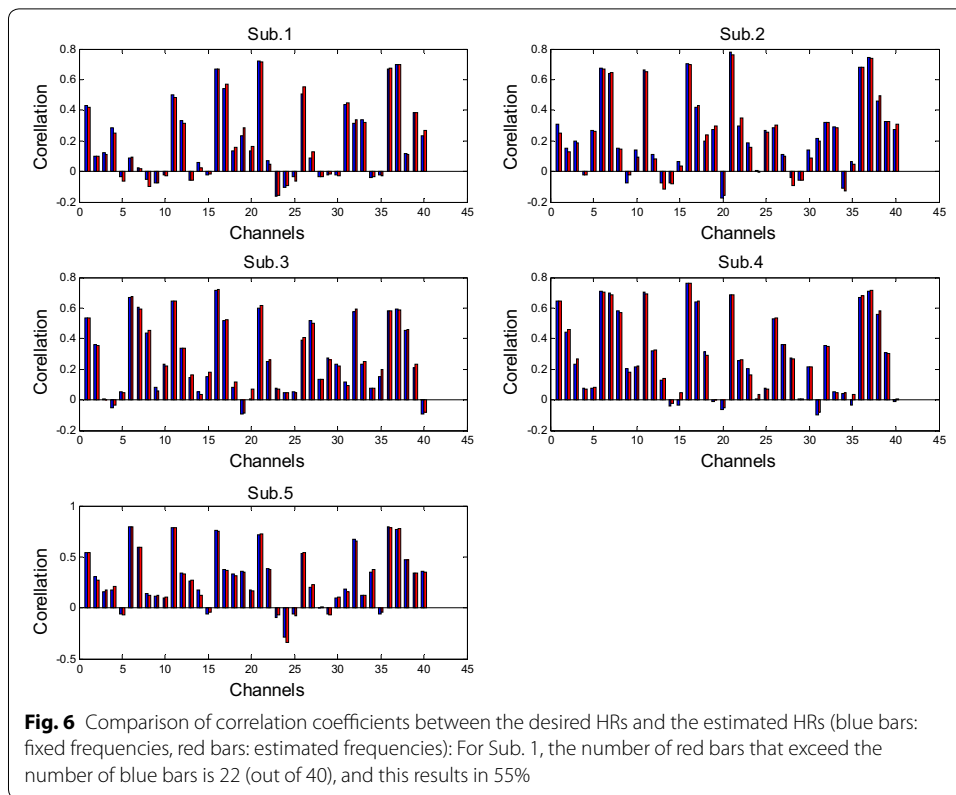 Sub.1
0.8
0.6
0.4
0.2
0
-0.2
0 5 10 15 20 25 30 35 40 45
Corellation
Channels
Sub.2
0.8
0.6
0.4
0.2
0
-0.2
0 5 10 15 20 25 30 35 40 45
Corellation
Channels
Sub.3
0.8
0.6
0.4
0.2
0
-0.2
0 5 10 15 20 25 30 35 40 45
Corellation
Channels
Sub.4
0.8
0.6
0.4
0.2
0
-0.2
0 5 10 15 20 25 30 35 40 45
Corellation
Channels
Sub.5
1
0.5
0
-0.5
0 5 10 15 20 25 30 35 40 45
Corellation
Channels
Fig. 6 Comparison of correlation coefficients between the desired HRs and the estimated HRs (blue bars:
fixed frequencies, red bars: estimated frequencies): For Sub. 1, the number of red bars that exceed the
number of blue bars is 22 (out of 40), and this results in 55%